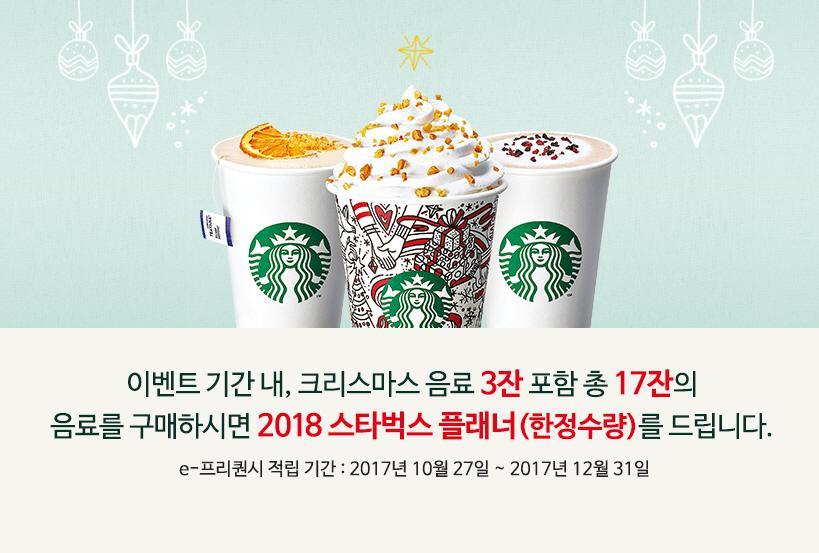 이벤트 기간 내, 크리스마스 음료 3잔 포함 총 17잔의
음료를 구매하시면 2018 스타벅스 플래너(한정수량)를 드립니다.
e-프리퀀시 적립 기간 : 2017년 10월 27일 ~ 2017년 12월 31일